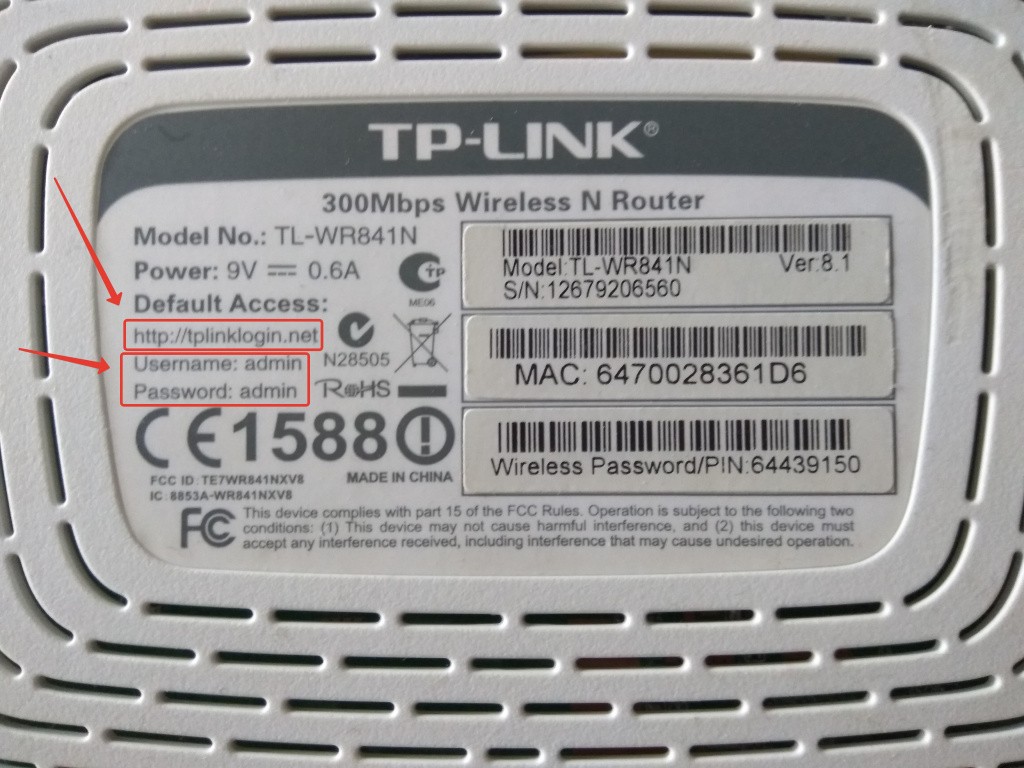 TP-LINK®
300Mbps Wireless N Router
Model No.: TL-WR841N
Power: 9V 0.6A
Default Access:
http://tplinklogin.net
Username: admin
Password: admin
TP
ME06
N28505
RoHS
CE1588
FCC ID: TE7WR841NXV8
IC: 8853A-WR841NXV8
MADE IN CHINA
Model:TL-WR841N Ver:8.1
S/N:12679206560
MAC: 6470028361D6
Wireless Password/PIN:64439150
FC
This device complies with part 15 of the FCC Rules. Operation is subject to the following two
conditions: (1) This device may not cause harmful interference, and (2) this device must
accept any interference received, including interference that may cause undesired operation.